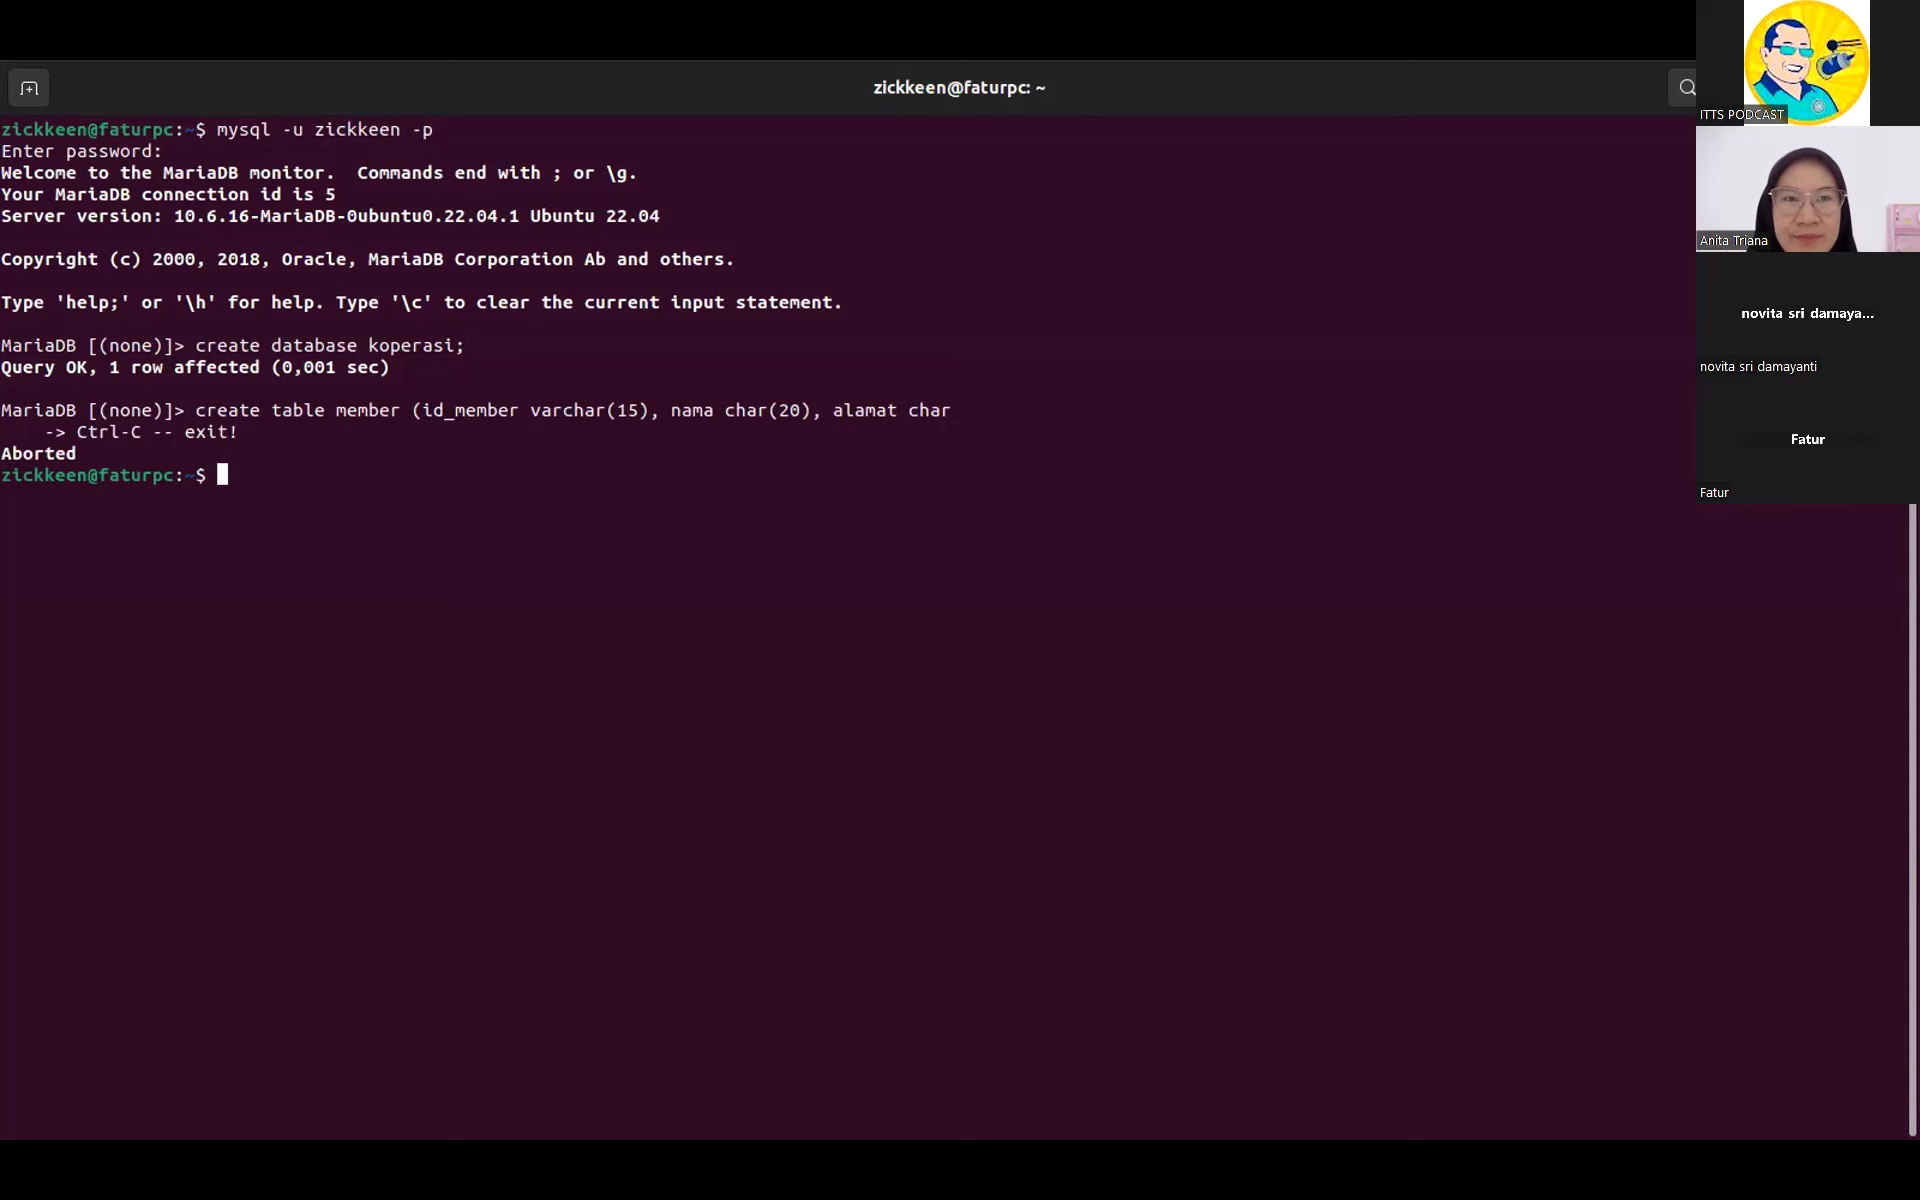 zickkeen@faturpc: ~
zickkeen@faturpc:~$ mysql -u zickkeen -p
Enter password:
Welcome to the MariaDB monitor.  Commands end with ; or \g.
Your MariaDB connection id is 5
Server version: 10.6.16-MariaDB-0ubuntu0.22.04.1 Ubuntu 22.04
Copyright (c) 2000, 2018, Oracle, MariaDB Corporation Ab and others.
Type 'help;' or '\h' for help. Type '\c' to clear the current input statement.
MariaDB [(none)]> create database koperasi;
Query OK, 1 row affected (0,001 sec)
MariaDB [(none)]> create table member (id_member varchar(15), nama char(20), alamat char
    -> Ctrl-C -- exit!
Aborted
zickkeen@faturpc:~$
ITTS PODCAST
Anita Triana
novita sri damaya...
novita sri damayanti
Fatur
Fatur